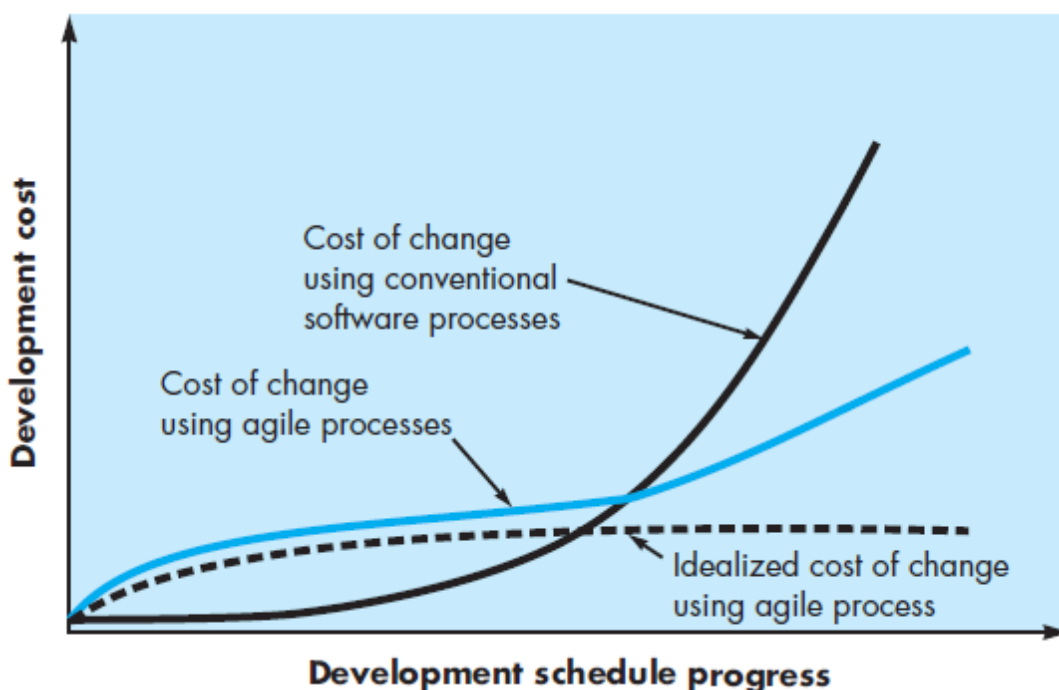 Development cost
Cost of change
using conventional
software processes
Cost of change
using agile processes
Idealized cost of change
using agile process
Development schedule progress